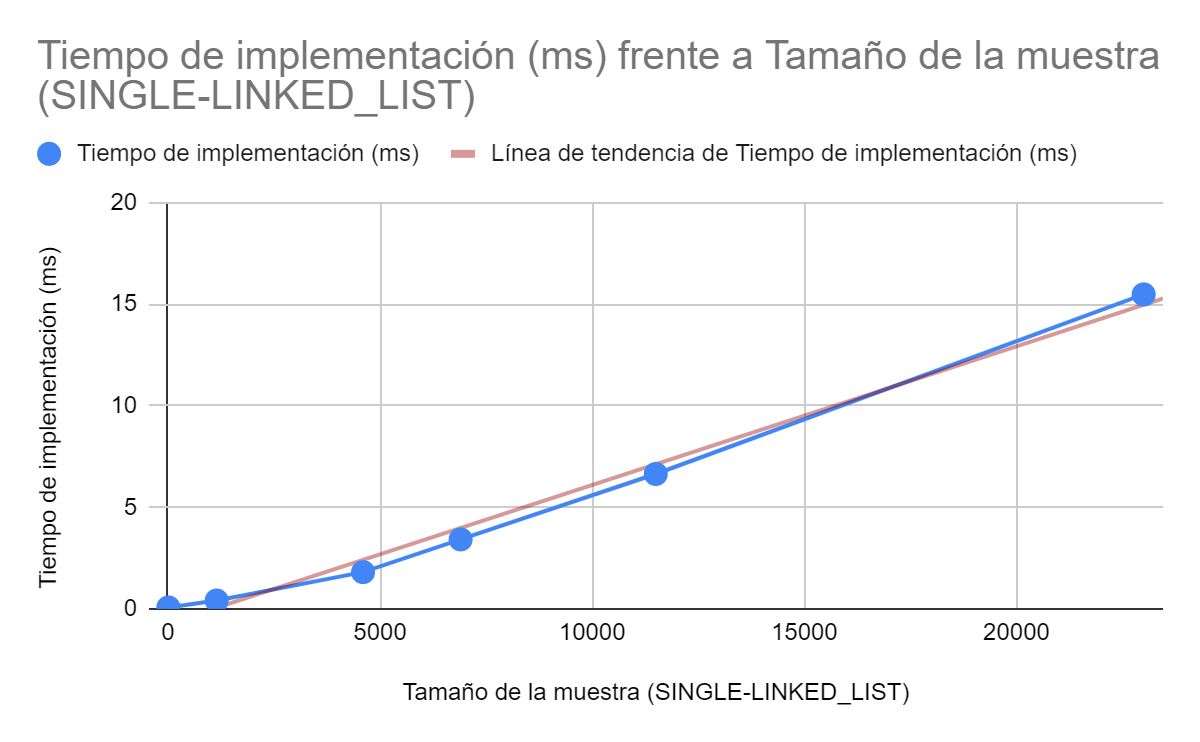 Tiempo de implementación (ms) frente a Tamaño de la muestra
(SINGLE-LINKED_LIST)
Tiempo de implementación (ms)
Línea de tendencia de Tiempo de implementación (ms)
Tiempo de implementación (ms)
20
15
10
5
0
0
5000
10000
15000
20000
Tamaño de la muestra (SINGLE-LINKED_LIST)